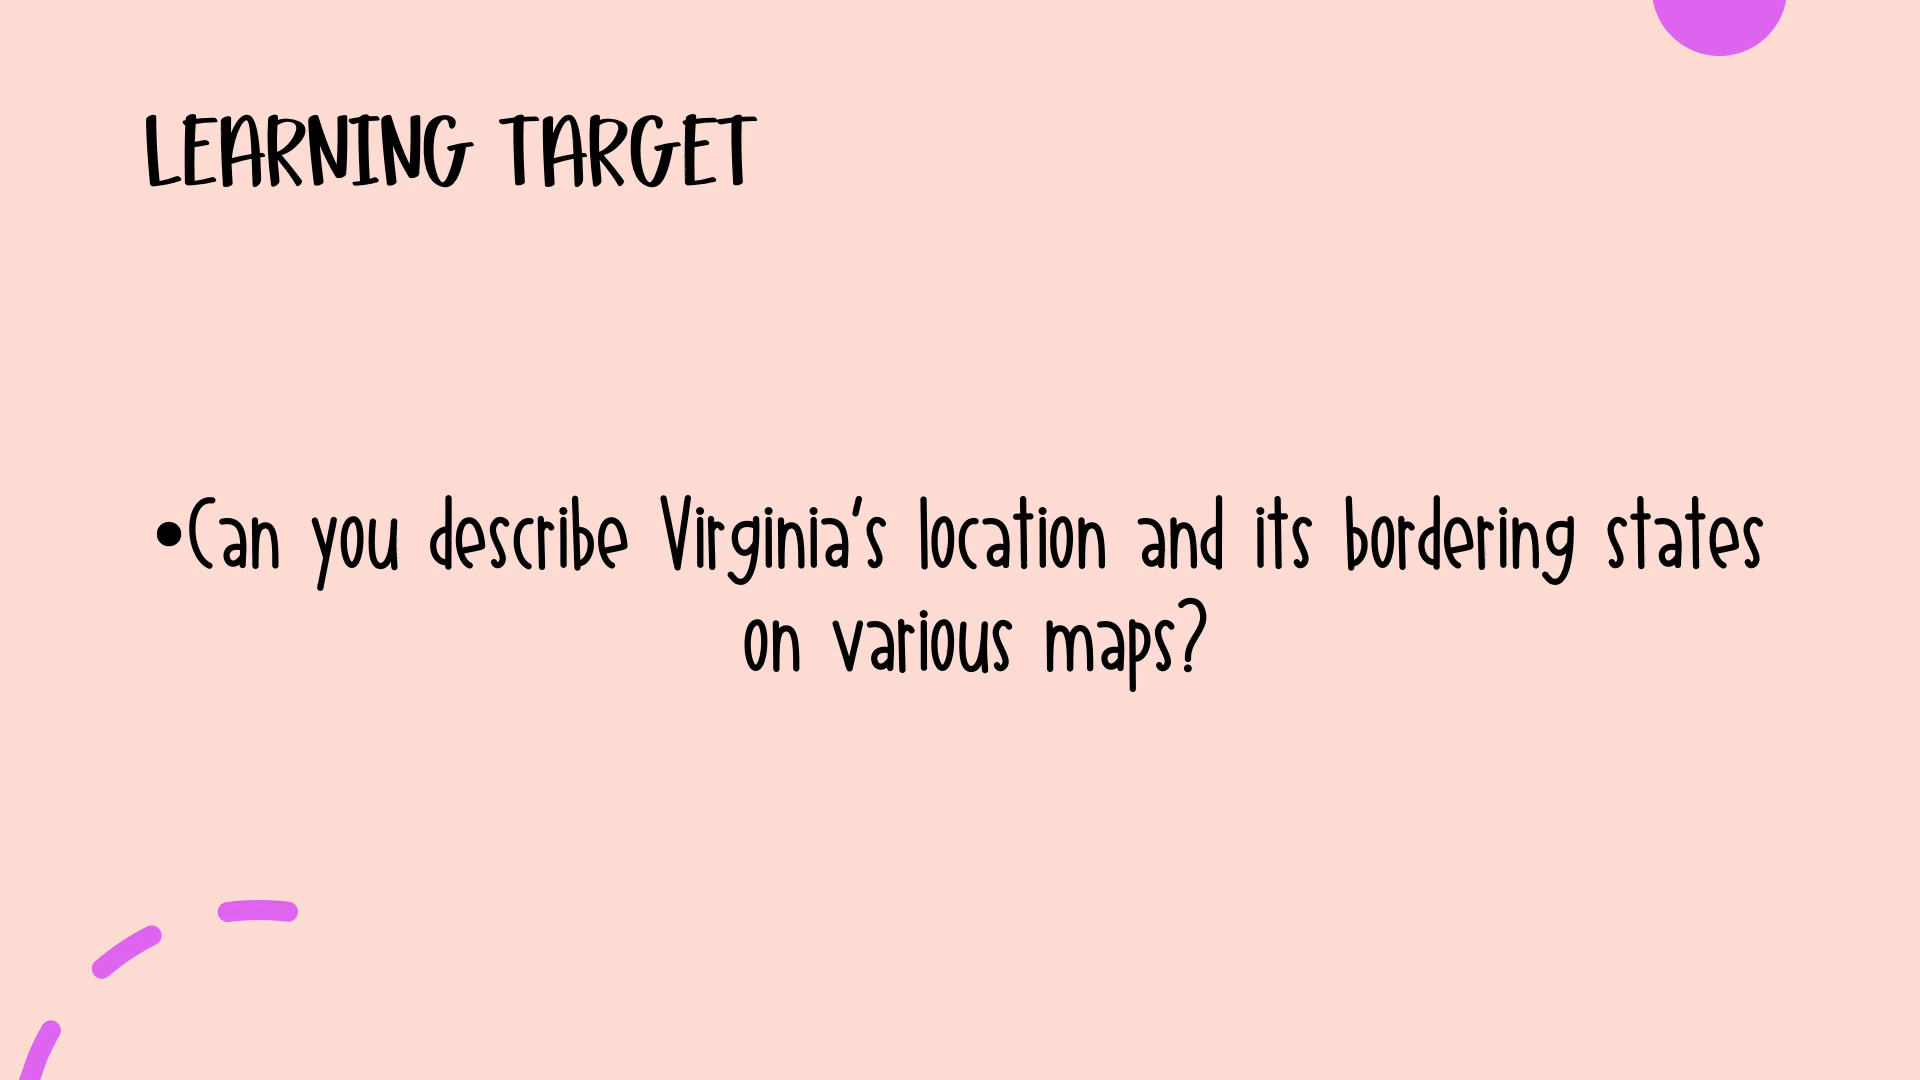 LEARNING TARGET
•Can you describe Virginia's location and its bordering states
on various maps?